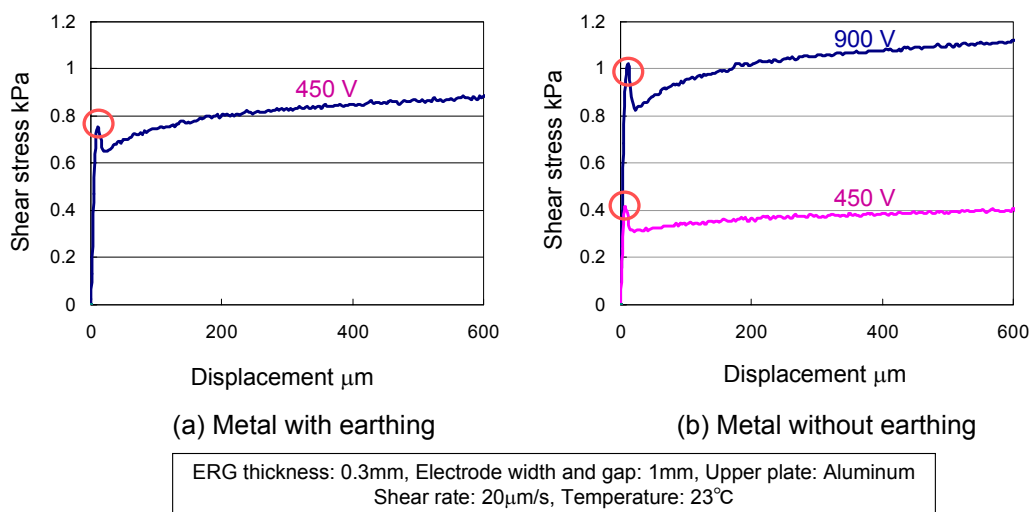 1.2
1
0.8
0.6
0.4
0.2
0
0
200
400
600
Shear stress kPa
450 V
Displacement μm
(a) Metal with earthing
1.2
1
0.8
0.6
0.4
0.2
0
0
200
400
600
Shear stress kPa
900 V
450 V
Displacement μm
(b) Metal without earthing
ERG thickness: 0.3mm, Electrode width and gap: 1mm, Upper plate: Aluminum
Shear rate: 20μm/s, Temperature: 23℃